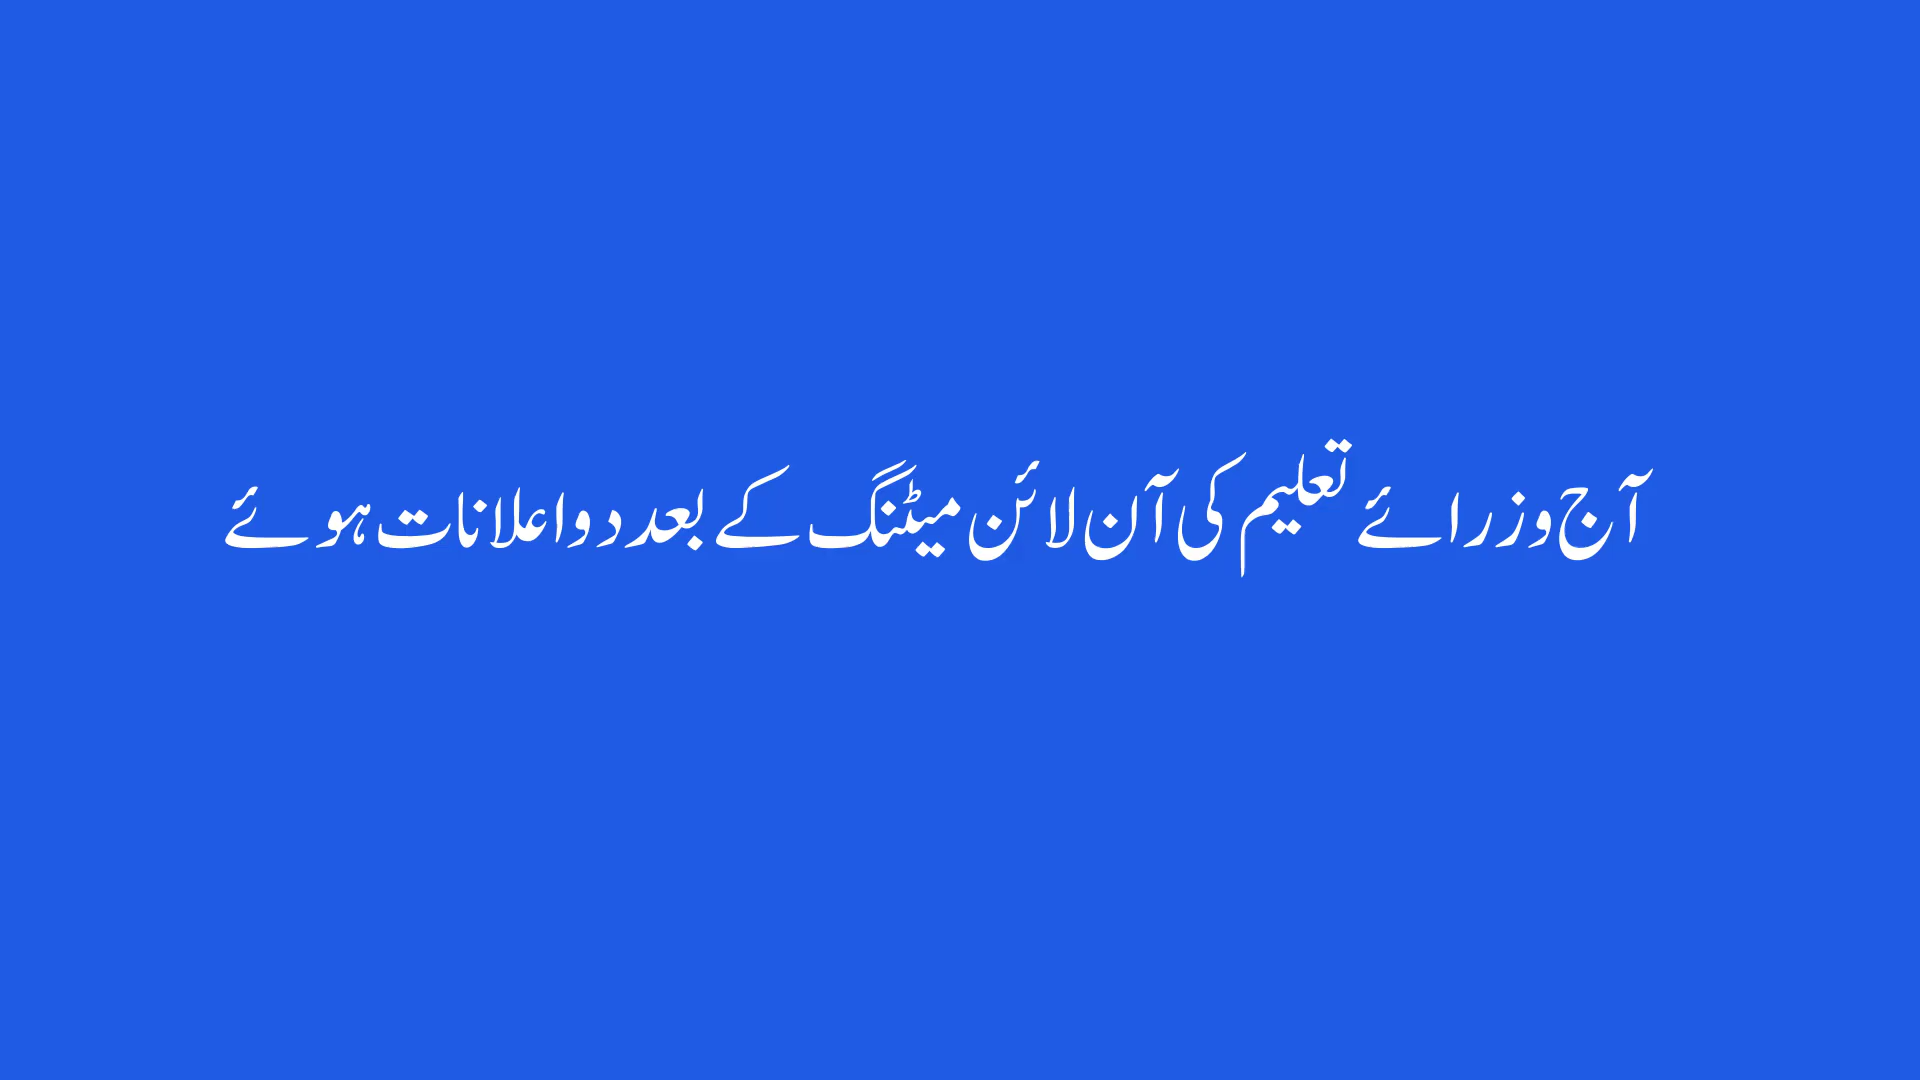 آج وزرائے تعلیم کی آن لائن میٹنگ کے بعد دو اعلانات ہوئے